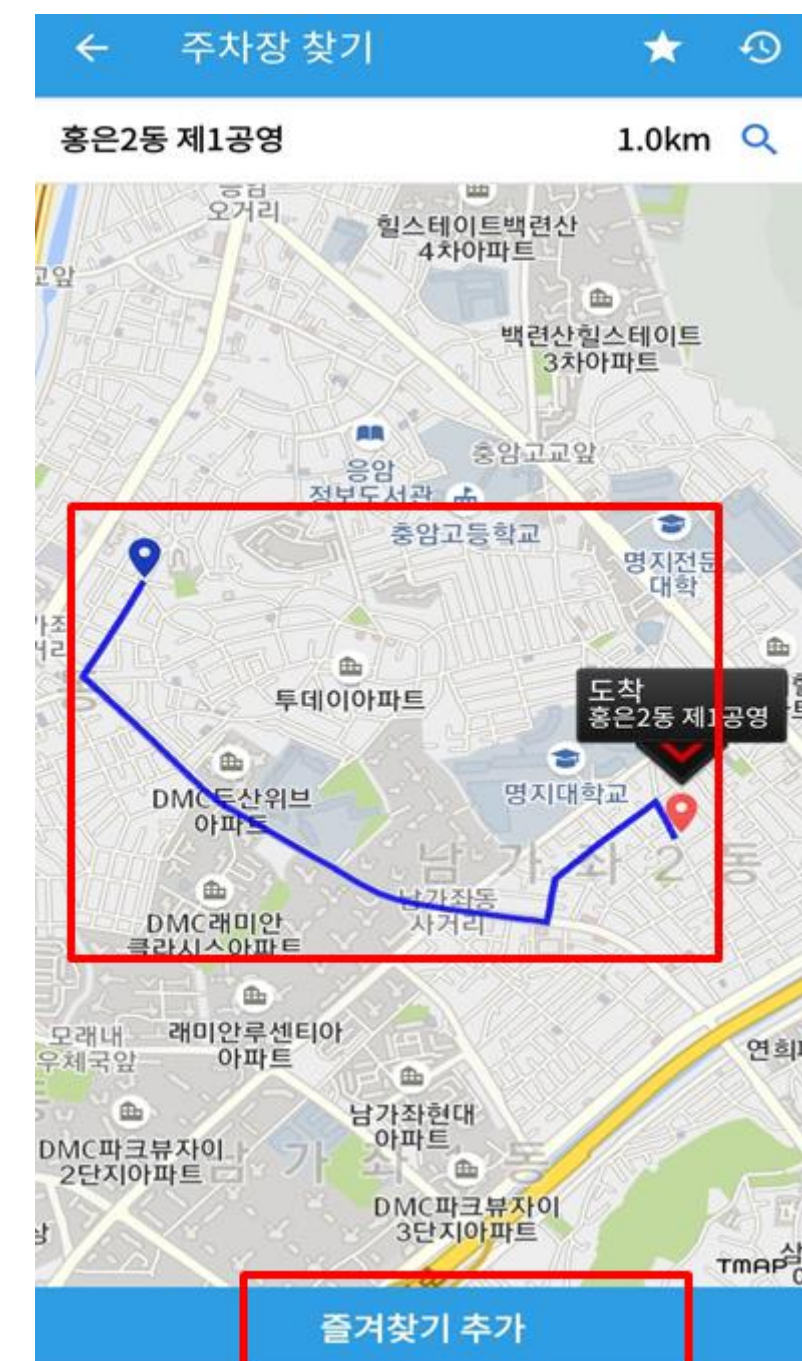 주차장 찾기
홍은2동 제1공영 1.0km
응암
오거리
힐스테이트백련산
4차아파트
고앞
백련산힐스테이트
3차아파트
충암고교앞
응암
정보도서관
충암고등학교
명지전문
대학
가좌
투데이아파트
도착
홍은2동 제1공영
DMC두산위브
아파트
명지대학교
남가좌2동
남가좌동
사거리
DMC래미안
클라시스아파트
래미안루센티아
아파트
모래내
우체국앞
연희
남가좌현대
아파트
DMC파크뷰자이
2단지아파트
남가좌1동
DMC파크뷰자이
3단지아파트
TMAP
즐겨찾기 추가